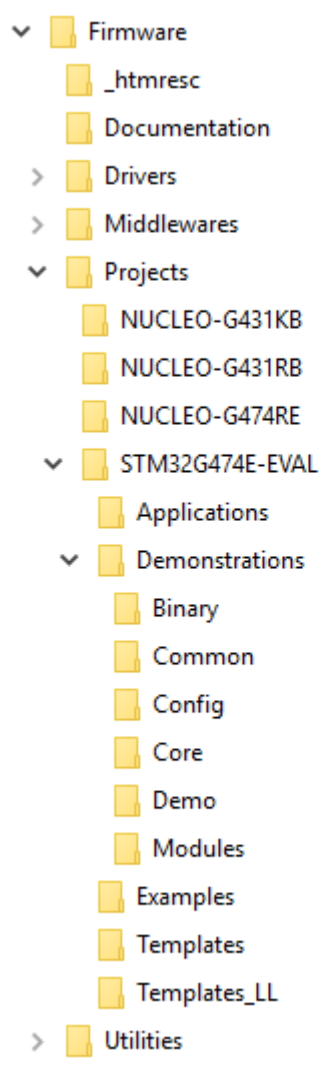 Firmware
_htmresc
Documentation
Drivers
Middlewares
Projects
NUCLEO-G431KB
NUCLEO-G431RB
NUCLEO-G474RE
STM32G474E-EVAL
Applications
Demonstrations
Binary
Common
Config
Core
Demo
Modules
Examples
Templates
Templates_LL
Utilities